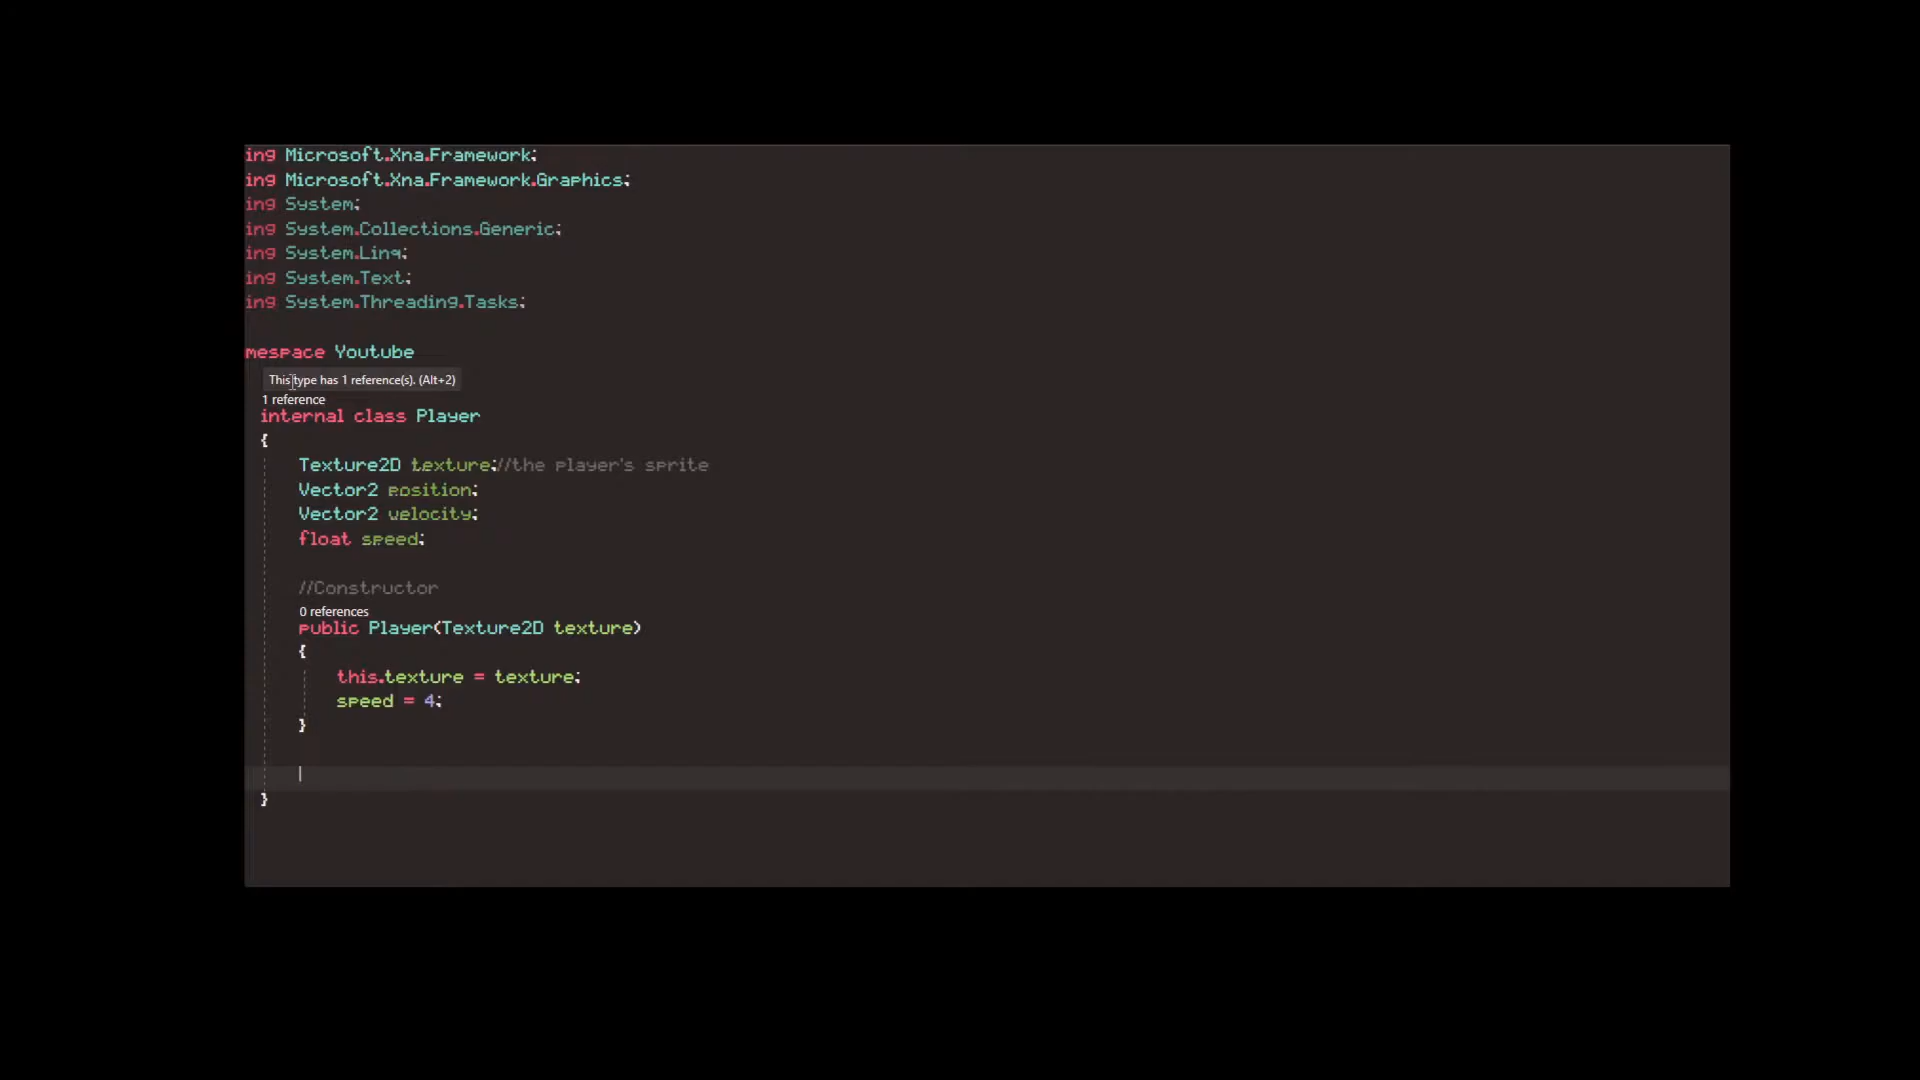 ing Microsoft.Xna.Framework;
ing Microsoft.Xna.Framework.Graphics;
ing System;
ing System.Collections.Generic;
ing System.Linq;
ing System.Text;
ing System.Threading.Tasks;
mespace Youtube
This type has 1 reference(s). (Alt+2)
1 reference
internal class Player
{
Texture2D texture;//the player's sprite
Vector2 position;
Vector2 velocity;
float speed;
//Constructor
0 references
public Player(Texture2D texture)
{
this.texture = texture;
speed = 4;
}
}